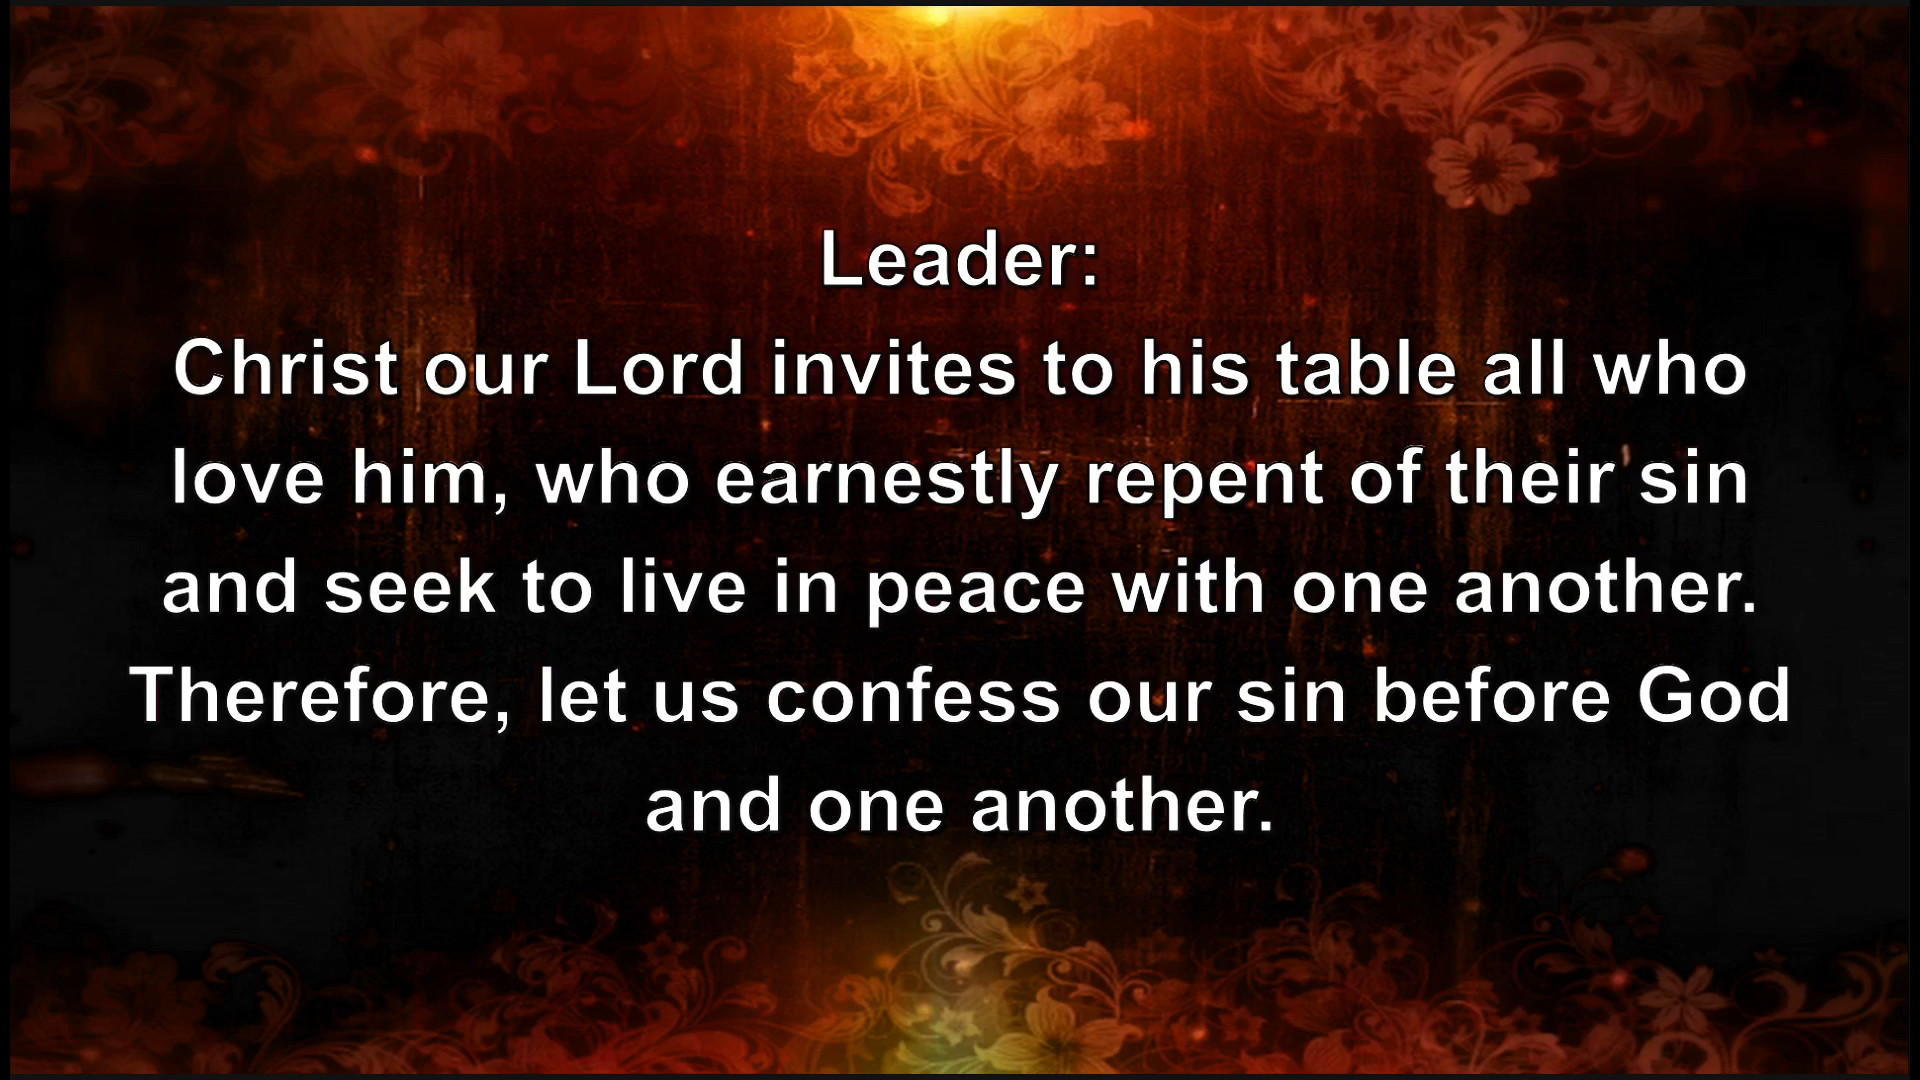 Leader:
Christ our Lord invites to his table all who
love him, who earnestly repent of their sin
and seek to live in peace with one another.
Therefore, let us confess our sin before God
and one another.